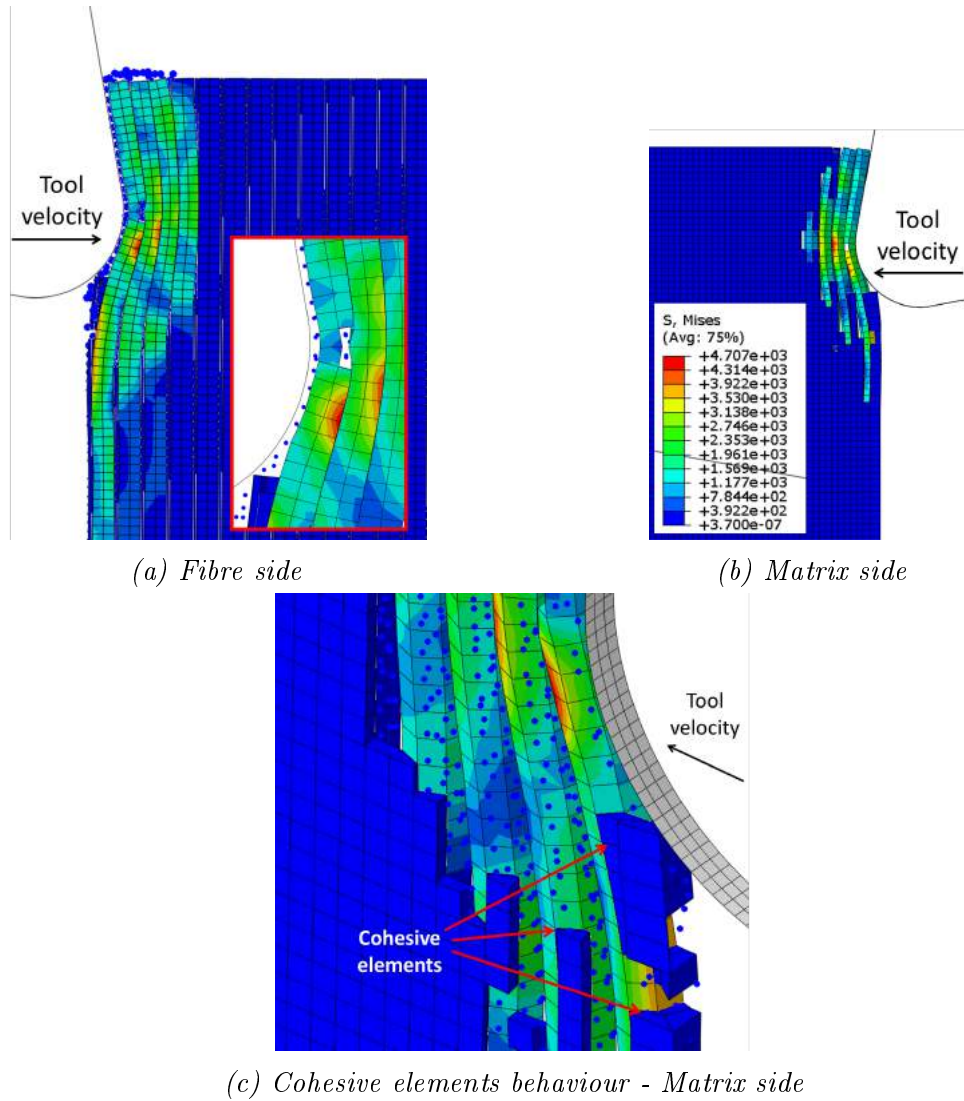 Tool
velocity
Tool
velocity
S, Mises
(Avg: 75%)
+4.707e+03
+4.314e+03
+3.922e+03
+3.530e+03
+3.138e+03
+2.746e+03
+2.353e+03
+1.961e+03
+1.569e+03
+1.177e+03
+7.844e+02
+3.922e+02
+3.700e-07
(a) Fibre side
(b) Matrix side
Tool
velocity
Cohesive
elements
(c) Cohesive elements behaviour - Matrix side